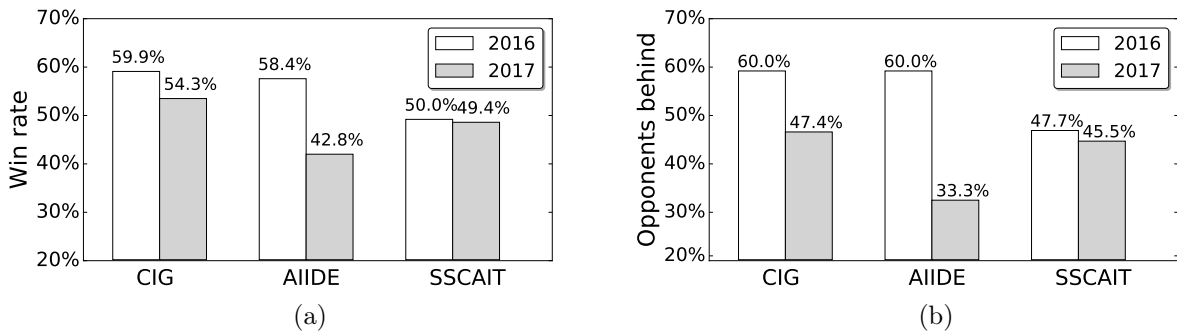 70%
60%
50%
40%
30%
20%
Win rate
59.9%
54.3%
58.4%
42.8%
50.0%
49.4%
2016
2017
CIG
AIIDE
SSCAIT
(a)
70%
60%
50%
40%
30%
20%
Opponents behind
60.0%
47.4%
60.0%
33.3%
47.7%
45.5%
2016
2017
CIG
AIIDE
SSCAIT
(b)